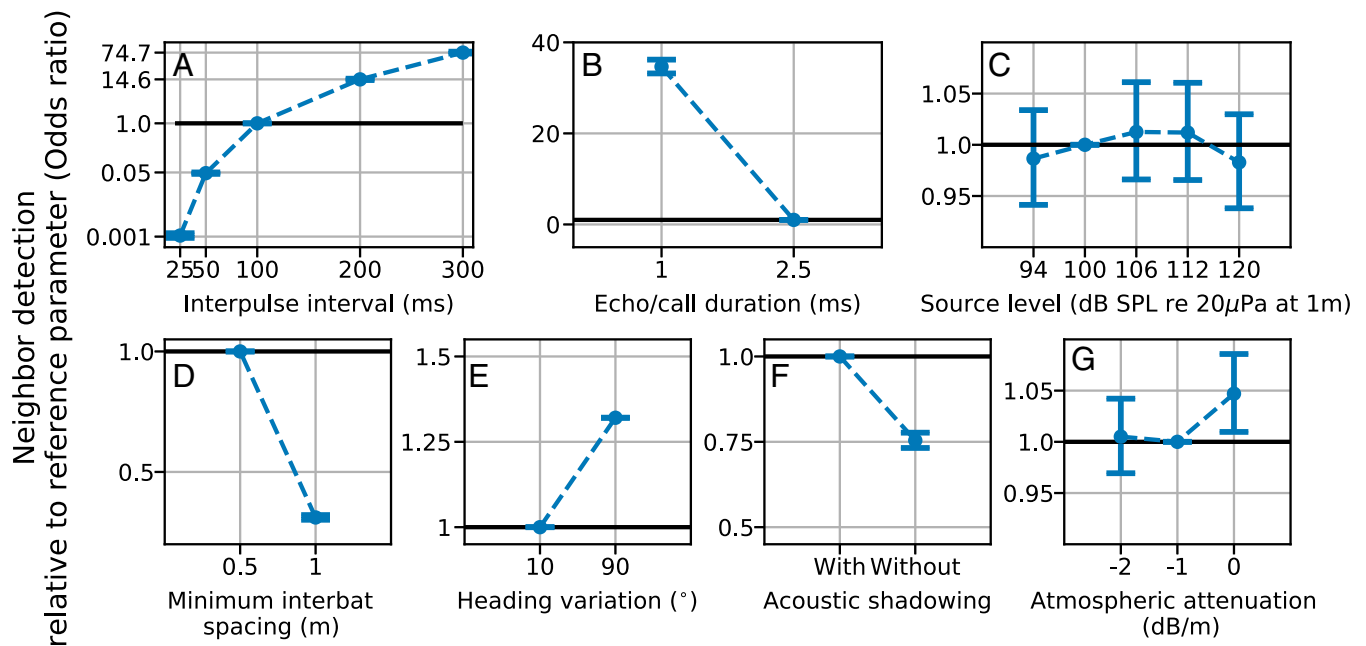 Neighbor detection
relative to reference parameter (Odds ratio)
A
74.7
14.6
1.0
0.05
0.001
25 50 100 200 300
Interpulse interval (ms)
B
40
20
0
1 2.5
Echo/call duration (ms)
C
1.05
1.0
0.95
94 100 106 112 120
Source level (dB SPL re 20μPa at 1m)
D
1.0
0.5
0.5 1
Minimum interbat
spacing (m)
E
1.5
1.25
1
10 90
Heading variation (°)
F
1.0
0.75
0.5
With Without
Acoustic shadowing
G
1.05
1.0
0.95
-2 -1 0
Atmospheric attenuation
(dB/m)